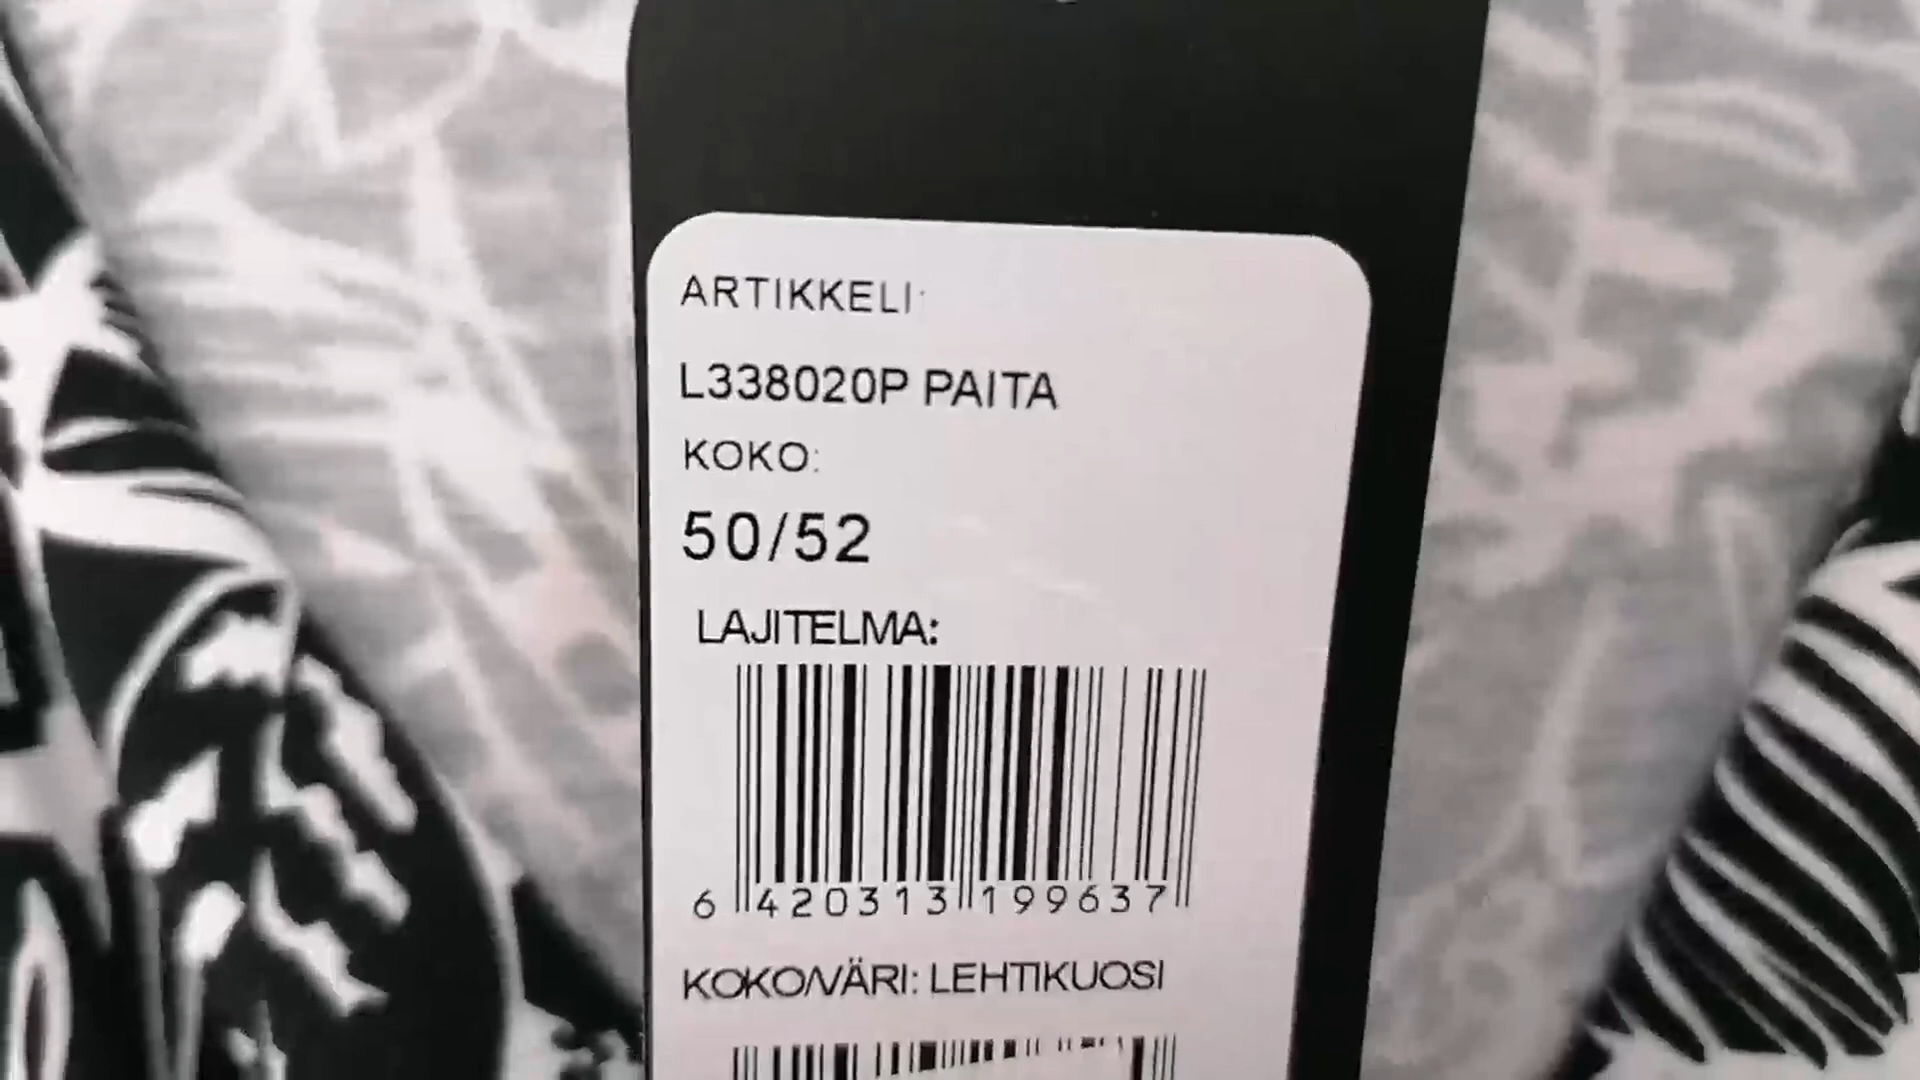 ARTIKKELI:
L338020P PAITA
KOKO:
50/52
LAJITELMA:
6 420313 199637
KOKO/VÄRI: LEHTIKUOSI